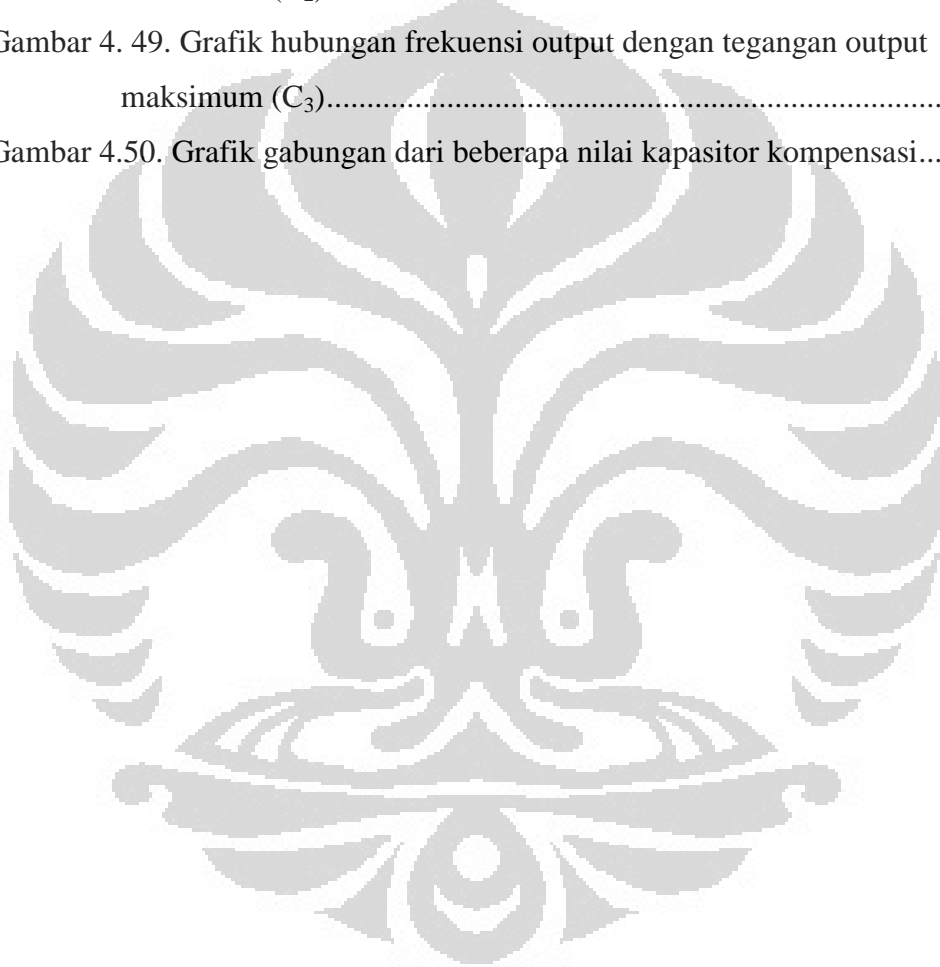 Gambar 4. 49. Grafik hubungan frekuensi output dengan tegangan output
maksimum (C₃)...........................................................................
Gambar 4.50. Grafik gabungan dari beberapa nilai kapasitor kompensasi...